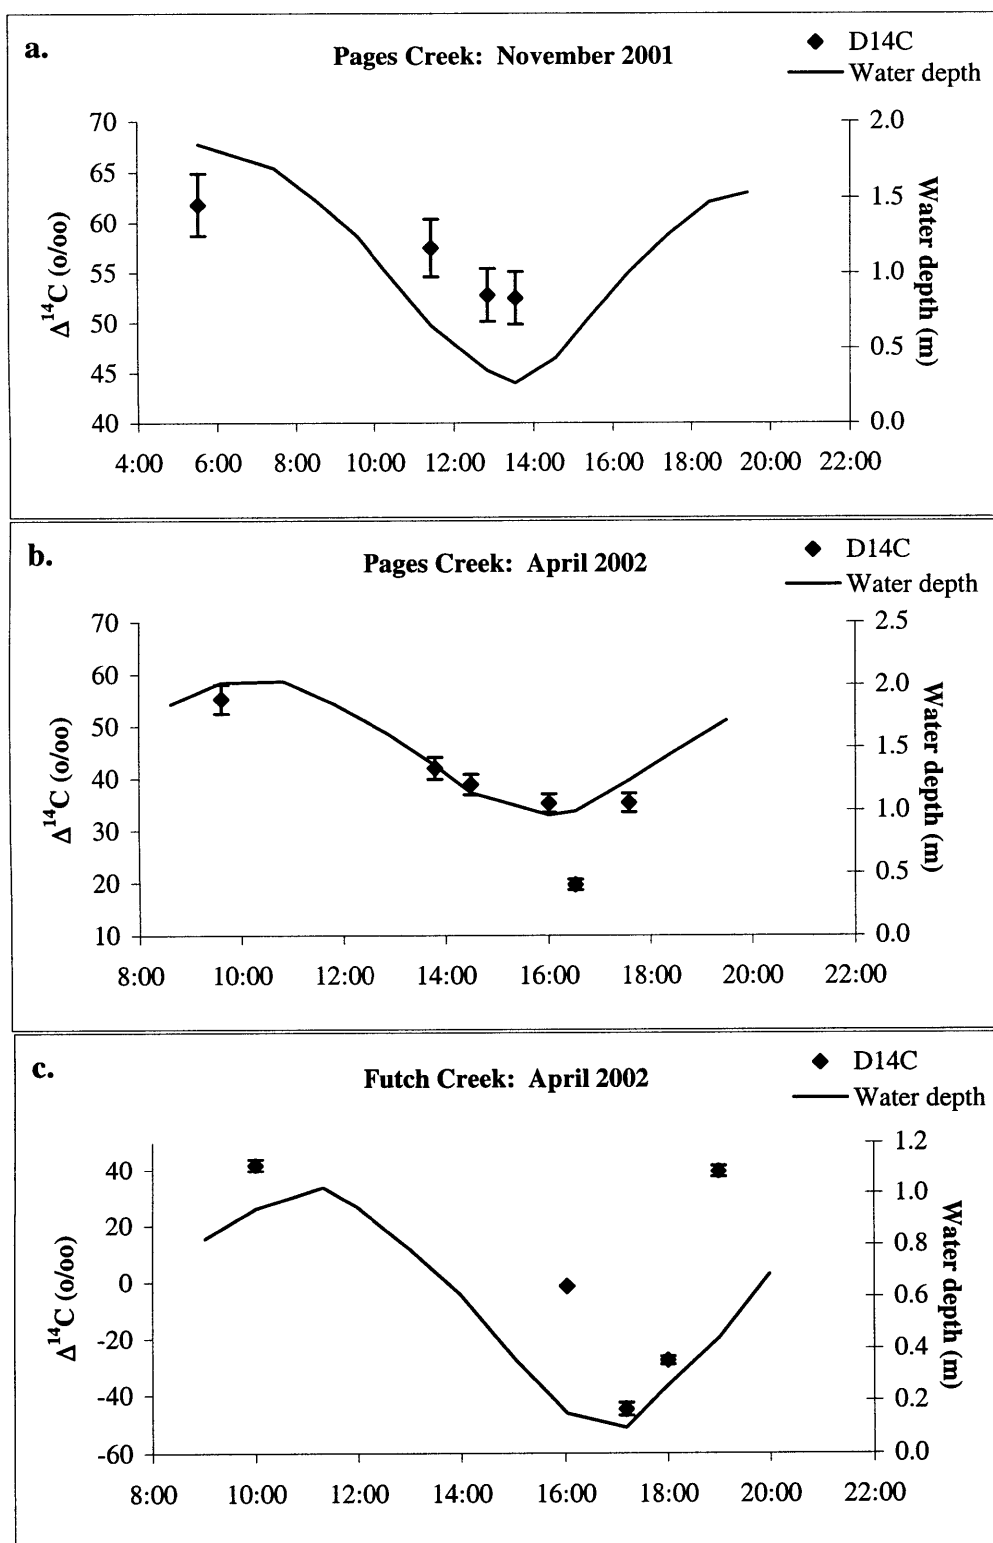 a.
Pages Creek: November 2001
D14C
Water depth
70
65
60
55
50
45
40
Δ¹⁴C (o/oo)
2.0
1.5
1.0
0.5
0.0
Water depth (m)
4:00 6:00 8:00 10:00 12:00 14:00 16:00 18:00 20:00 22:00
b.
Pages Creek: April 2002
D14C
Water depth
70
60
50
40
30
20
10
Δ¹⁴C (o/oo)
2.5
2.0
1.5
1.0
0.5
0.0
Water depth (m)
8:00 10:00 12:00 14:00 16:00 18:00 20:00 22:00
c.
Futch Creek: April 2002
D14C
Water depth
40
20
0
-20
-40
-60
Δ¹⁴C (o/oo)
1.2
1.0
0.8
0.6
0.4
0.2
0.0
Water depth (m)
8:00 10:00 12:00 14:00 16:00 18:00 20:00 22:00